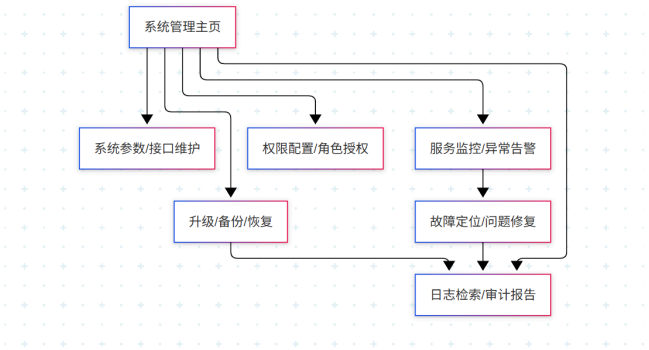 系统管理主页
系统参数/接口维护
权限配置/角色授权
服务监控/异常告警
升级/备份/恢复
故障定位/问题修复
日志检索/审计报告